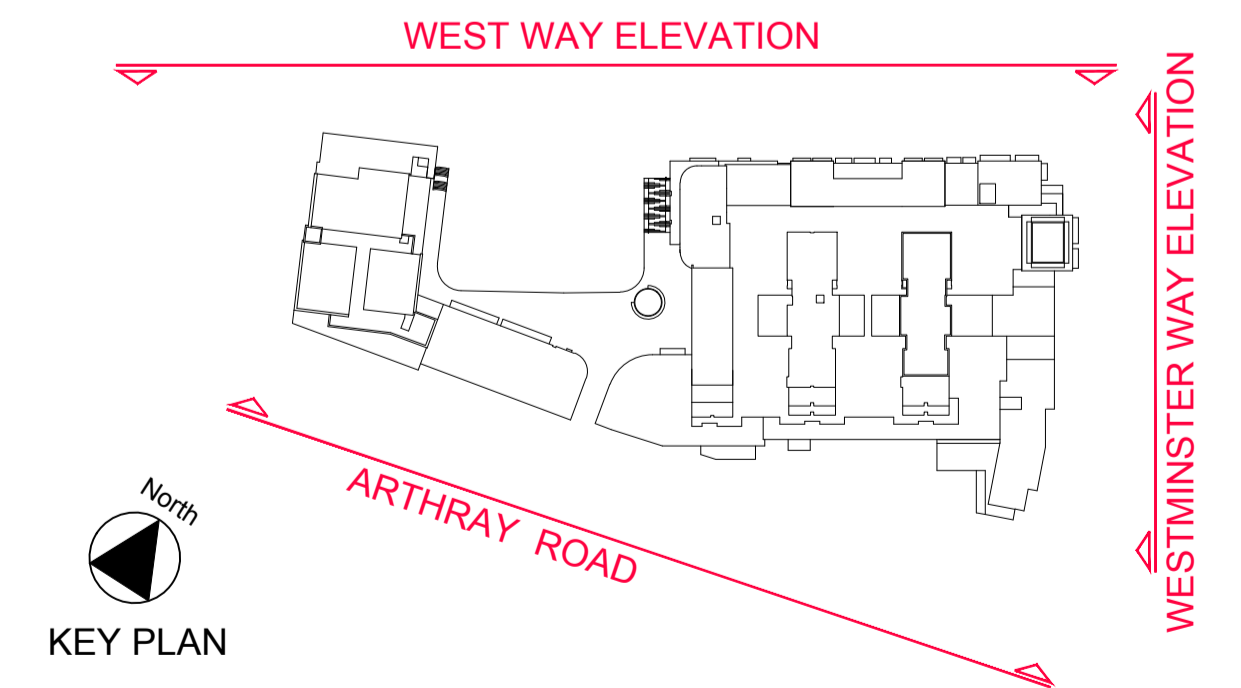 WEST WAY ELEVATION
WESTMINSTER WAY ELEVATION
ARTHRAY ROAD
North
KEY PLAN